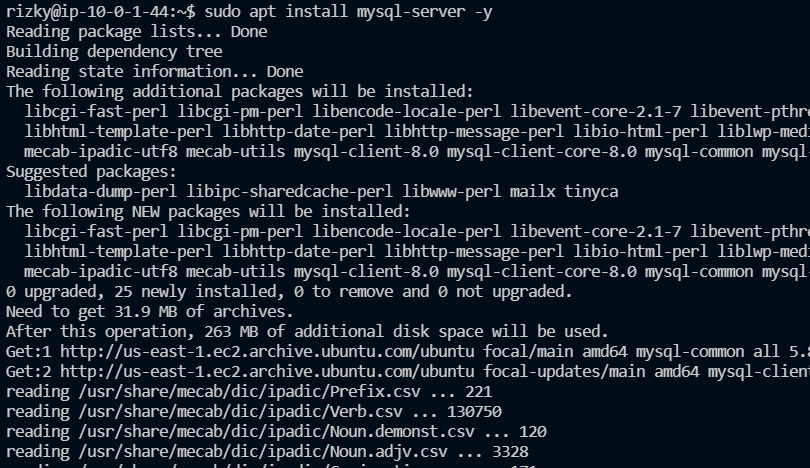 rizky@ip-10-0-1-44:~$ sudo apt install mysql-server -y
Reading package lists... Done
Building dependency tree
Reading state information... Done
The following additional packages will be installed:
  libcgi-fast-perl libcgi-pm-perl libencode-locale-perl libevent-core-2.1-7 libevent-pthre
  libhtml-template-perl libhttp-date-perl libhttp-message-perl libio-html-perl liblwp-med
  mecab-ipadic-utf8 mecab-utils mysql-client-8.0 mysql-client-core-8.0 mysql-common mysql-
Suggested packages:
  libdata-dump-perl libipc-sharedcache-perl libwww-perl mailx tinyca
The following NEW packages will be installed:
  libcgi-fast-perl libcgi-pm-perl libencode-locale-perl libevent-core-2.1-7 libevent-pthre
  libhtml-template-perl libhttp-date-perl libhttp-message-perl libio-html-perl liblwp-med
  mecab-ipadic-utf8 mecab-utils mysql-client-8.0 mysql-client-core-8.0 mysql-common mysql-
0 upgraded, 25 newly installed, 0 to remove and 0 not upgraded.
Need to get 31.9 MB of archives.
After this operation, 263 MB of additional disk space will be used.
Get:1 http://us-east-1.ec2.archive.ubuntu.com/ubuntu focal/main amd64 mysql-common all 5.8
Get:2 http://us-east-1.ec2.archive.ubuntu.com/ubuntu focal-updates/main amd64 mysql-client
reading /usr/share/mecab/dic/ipadic/Prefix.csv ... 221
reading /usr/share/mecab/dic/ipadic/Verb.csv ... 130750
reading /usr/share/mecab/dic/ipadic/Noun.demonst.csv ... 120
reading /usr/share/mecab/dic/ipadic/Noun.adjv.csv ... 3328